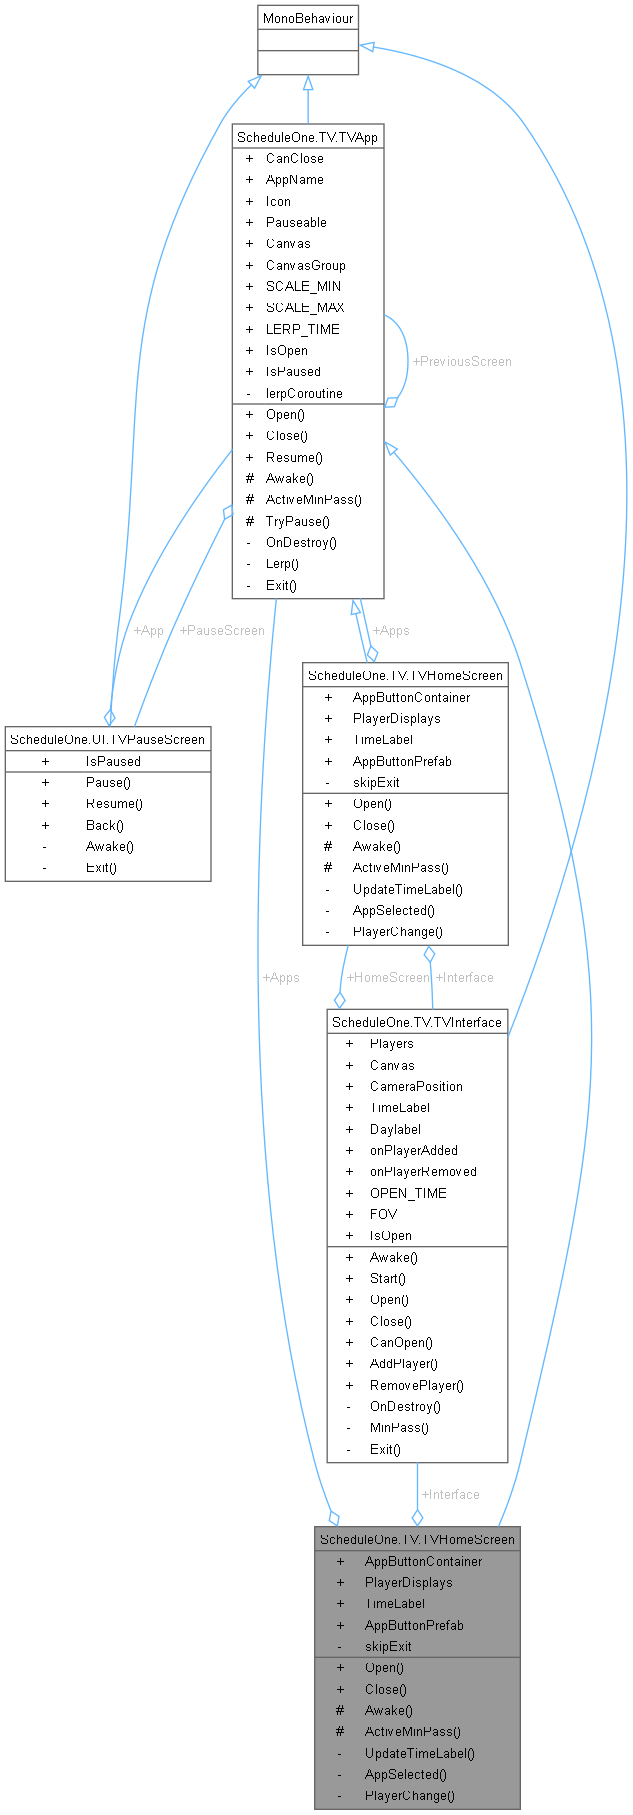 MonoBehaviour
ScheduleOne.TV.TVApp
+ CanClose
+ AppName
+ Icon
+ Pauseable
+ Canvas
+ CanvasGroup
+ SCALE_MIN
+ SCALE_MAX
+ LERP_TIME
+ IsOpen
+ IsPaused
- lerpCoroutine
+ Open()
+ Close()
+ Resume()
# Awake()
# ActiveMinPass()
# TryPause()
- OnDestroy()
- Lerp()
- Exit()
+PreviousScreen
+App
+PauseScreen
+Apps
ScheduleOne.UI.TVPauseScreen
+ IsPaused
+ Pause()
+ Resume()
+ Back()
- Awake()
- Exit()
ScheduleOne.TV.TVHomeScreen
+ AppButtonContainer
+ PlayerDisplays
+ TimeLabel
+ AppButtonPrefab
- skipExit
+ Open()
+ Close()
# Awake()
# ActiveMinPass()
- UpdateTimeLabel()
- AppSelected()
- PlayerChange()
+Apps
+HomeScreen
+Interface
ScheduleOne.TV.TVInterface
+ Players
+ Canvas
+ CameraPosition
+ TimeLabel
+ Daylabel
+ onPlayerAdded
+ onPlayerRemoved
+ OPEN_TIME
+ FOV
+ IsOpen
+ Awake()
+ Start()
+ Open()
+ Close()
+ CanOpen()
+ AddPlayer()
+ RemovePlayer()
- OnDestroy()
- MinPass()
- Exit()
+Interface
ScheduleOne.TV.TVHomeScreen
+ AppButtonContainer
+ PlayerDisplays
+ TimeLabel
+ AppButtonPrefab
- skipExit
+ Open()
+ Close()
# Awake()
# ActiveMinPass()
- UpdateTimeLabel()
- AppSelected()
- PlayerChange()